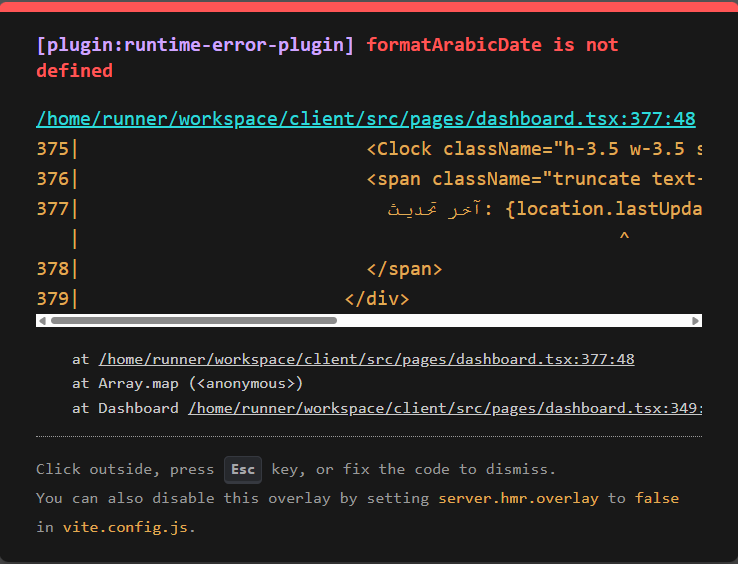 [plugin:runtime-error-plugin] formatArabicDate is not
defined
/home/runner/workspace/client/src/pages/dashboard.tsx:377:48
375| <Clock className="h-3.5 w-3.5 s
376| <span className="truncate text-
377| آخر تحديث: {location.lastUpda
| ^
378| </span>
379| </div>
at /home/runner/workspace/client/src/pages/dashboard.tsx:377:48
at Array.map (<anonymous>)
at Dashboard /home/runner/workspace/client/src/pages/dashboard.tsx:349:
Click outside, press Esc key, or fix the code to dismiss.
You can also disable this overlay by setting server.hmr.overlay to false
in vite.config.js.